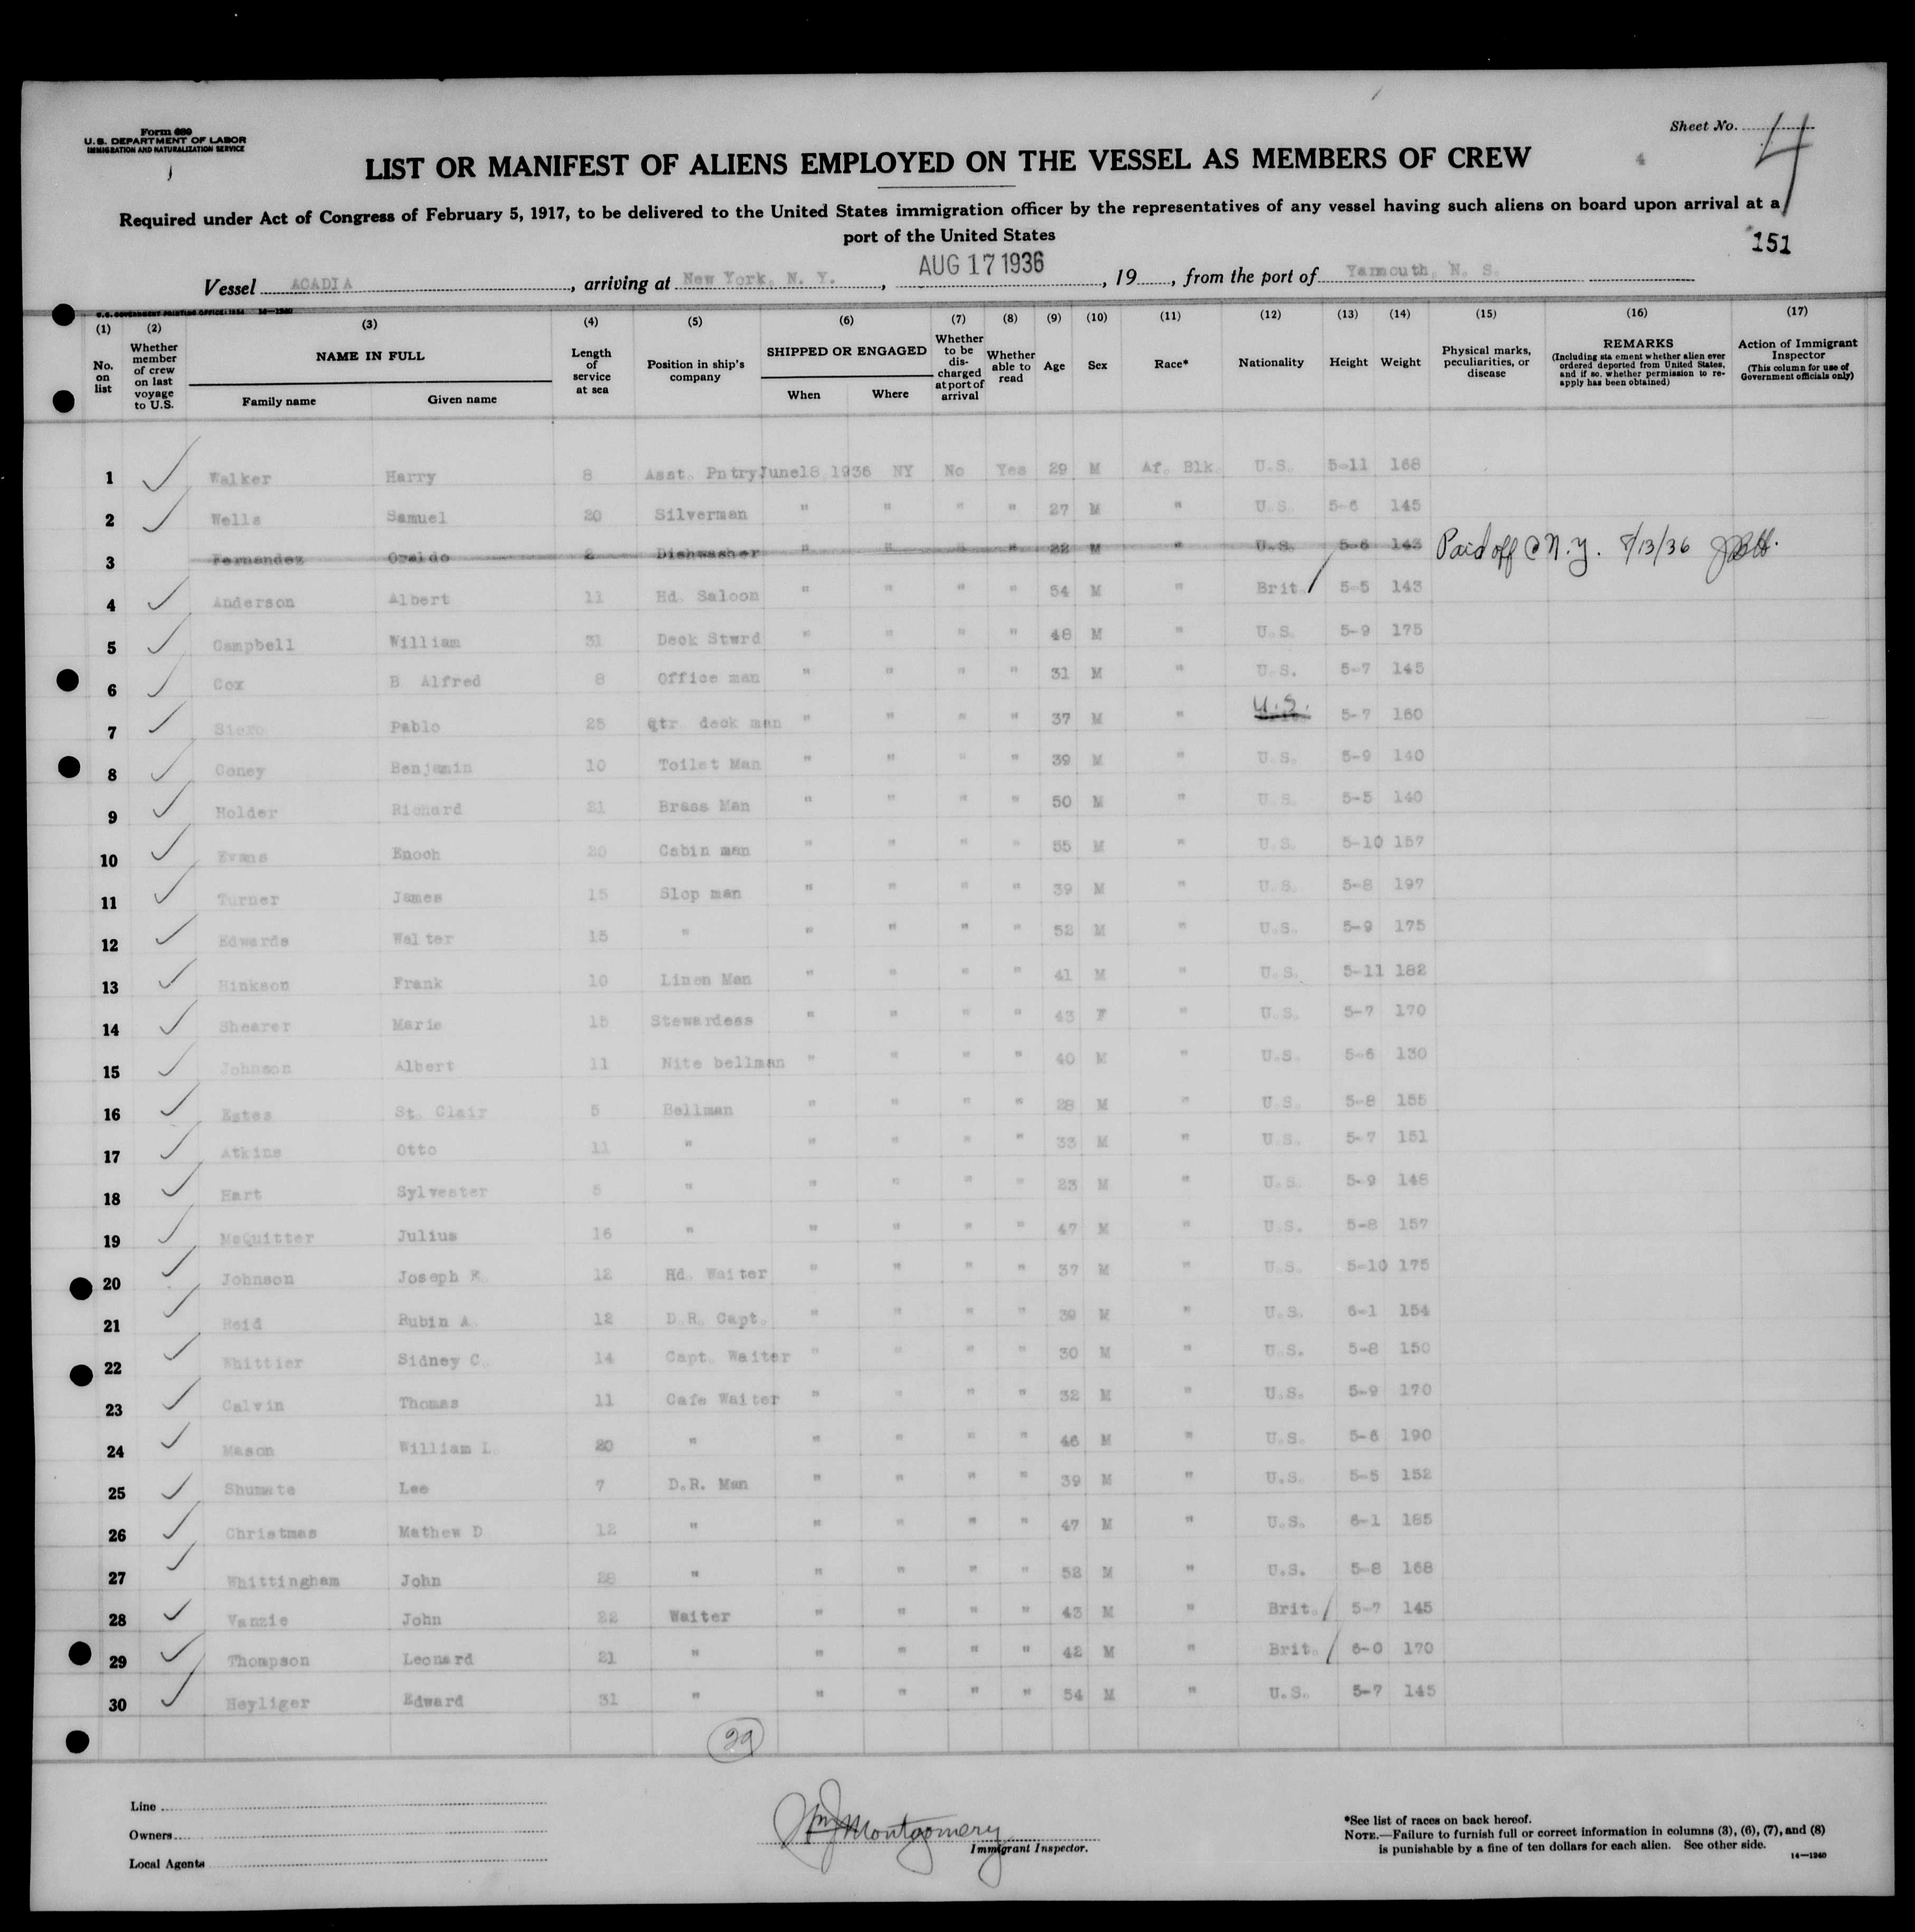 Form 680
U. S. DEPARTMENT OF LABOR
IMMIGRATION AND NATURALIZATION SERVICE
Sheet No. 4
4
LIST OR MANIFEST OF ALIENS EMPLOYED ON THE VESSEL AS MEMBERS OF CREW
Required under Act of Congress of February 5, 1917, to be delivered to the United States immigration officer by the representatives of any vessel having such aliens on board upon arrival at a
port of the United States
151
Vessel ACADIA, arriving at New York, N. Y., AUG 17 1936, 19, from the port of Yarmouth, N. S.
U. S. GOVERNMENT PRINTING OFFICE: 1934 14—1240
(1) (2) (3) (4) (5) (6) (7) (8) (9) (10) (11) (12) (13) (14) (15) (16) (17)
No. on list
Whether member of crew on last voyage to U.S.
NAME IN FULL
Family name Given name
Length of service at sea
Position in ship's company
SHIPPED OR ENGAGED
When Where
Whether to be discharged at port of arrival
Whether able to read
Age Sex Race* Nationality Height Weight
Physical marks, peculiarities, or disease
REMARKS
(Including sta ement whether alien ever ordered deported from United States, and if so, whether permission to reapply has been obtained)
Action of Immigrant Inspector
(This column for use of Government officials only)
1 Walker Harry 8 Asst. Pntry June18 1936 NY No Yes 29 M Af. Blk. U.S. 5-11 168
2 Wells Samuel 20 Silverman " " " " 27 M " U.S. 5-6 145
3 Fernandez Osaldo 2 Dishwasher " " " " 22 M " U.S. 5-6 143 Paid off @ N.Y. 8/13/36
4 Anderson Albert 11 Hd. Saloon " " " " 54 M " Brit. / 5-5 143
5 Campbell William 31 Deck Stwrd " " " " 48 M " U.S. 5-9 175
6 Cox B Alfred 8 Office man " " " " 31 M " U.S. 5-7 145
7 Siero Pablo 25 Qtr. deck man " " " " 37 M " U.S. 5-7 160
8 Coney Benjamin 10 Toilet Man " " " " 39 M " U.S. 5-9 140
9 Holder Richard 21 Brass Man " " " " 50 M " U.S. 5-5 140
10 Evans Enoch 20 Cabin man " " " " 55 M " U.S. 5-10 157
11 Turner James 15 Slop man " " " " 39 M " U.S. 5-8 197
12 Edwards Walter 15 " " " " " 52 M " U.S. 5-9 175
13 Hinkson Frank 10 Linen Man " " " " 41 M " U.S. 5-11 182
14 Shearer Marie 15 Stewardess " " " " 43 F " U.S. 5-7 170
15 Johnson Albert 11 Nite bellman " " " " 40 M " U.S. 5-6 130
16 Estes St. Clair 5 Bellman " " " " 28 M " U.S. 5-8 155
17 Atkins Otto 11 " " " " " 33 M " U.S. 5-7 151
18 Hart Sylvester 5 " " " " " 23 M " U.S. 5-9 148
19 McQuitter Julius 16 " " " " " 47 M " U.S. 5-8 157
20 Johnson Joseph E. 12 Hd. Waiter " " " " 37 M " U.S. 5-10 175
21 Reid Rubin A. 12 D.R. Capt. " " " " 39 M " U.S. 6-1 154
22 Whittier Sidney C. 14 Capt. Waiter " " " " 30 M " U.S. 5-8 150
23 Calvin Thomas 11 Cafe Waiter " " " " 32 M " U.S. 5-9 170
24 Mason William L. 20 " " " " " 46 M " U.S. 5-6 190
25 Shumate Lee 7 D.R. Man " " " " 39 M " U.S. 5-5 152
26 Christmas Mathew D 12 " " " " " 47 M " U.S. 6-1 185
27 Whittingham John 28 " " " " " 52 M " U.S. 5-8 168
28 Vanzie John 22 Waiter " " " " 43 M " Brit. / 5-7 145
29 Thompson Leonard 21 " " " " " 42 M " Brit. / 6-0 170
30 Heyliger Edward 31 " " " " " 54 M " U.S. 5-7 145
29
Line
Owners
Local Agents
Wm J Montgomery
Immigrant Inspector.
*See list of races on back hereof.
NOTE.—Failure to furnish full or correct information in columns (3), (6), (7), and (8)
is punishable by a fine of ten dollars for each alien. See other side.
14—1240